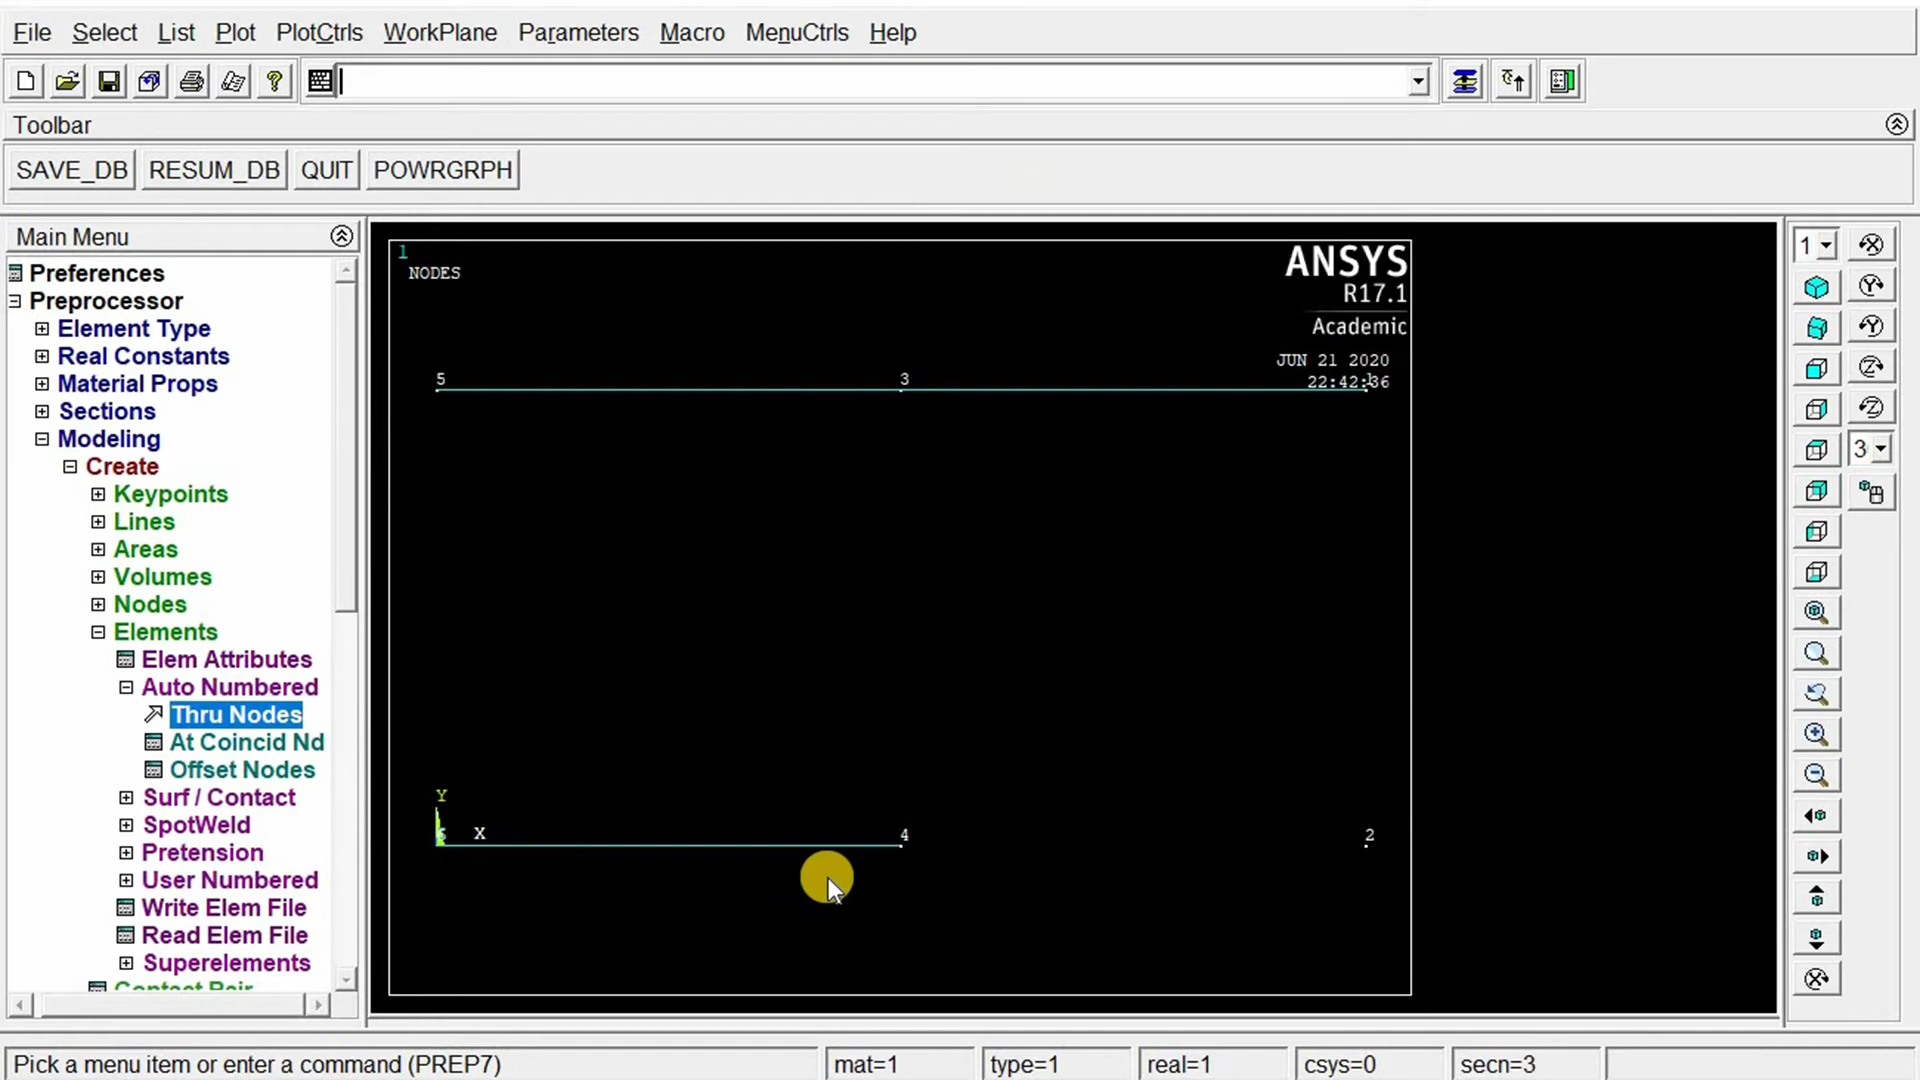 File Select List Plot PlotCtrls WorkPlane Parameters Macro MenuCtrls Help
Toolbar
SAVE_DB RESUM_DB QUIT POWRGRPH
Main Menu
Preferences
Preprocessor
Element Type
Real Constants
Material Props
Sections
Modeling
Create
Keypoints
Lines
Areas
Volumes
Nodes
Elements
Elem Attributes
Auto Numbered
Thru Nodes
At Coincid Nd
Offset Nodes
Surf / Contact
SpotWeld
Pretension
User Numbered
Write Elem File
Read Elem File
Superelements
Contact Pair
1
NODES
ANSYS
R17.1
Academic
JUN 21 2020
22:42:36
5 3 1
Y
X 4 2
1
3
Pick a menu item or enter a command (PREP7) mat=1 type=1 real=1 csys=0 secn=3